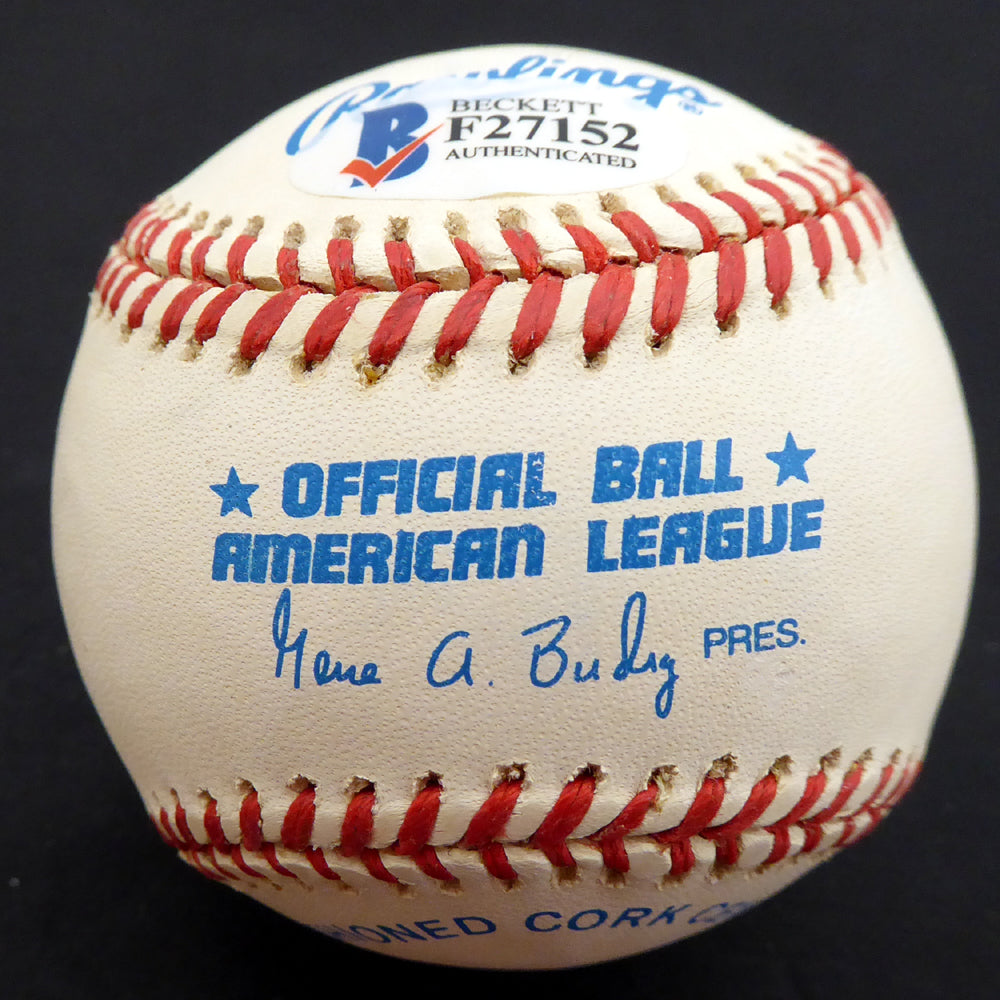 Rawlings ®
B BECKETT
F27152
AUTHENTICATED
★ OFFICIAL BALL ★
AMERICAN LEAGUE
Gene A. Budig PRES.
CORK